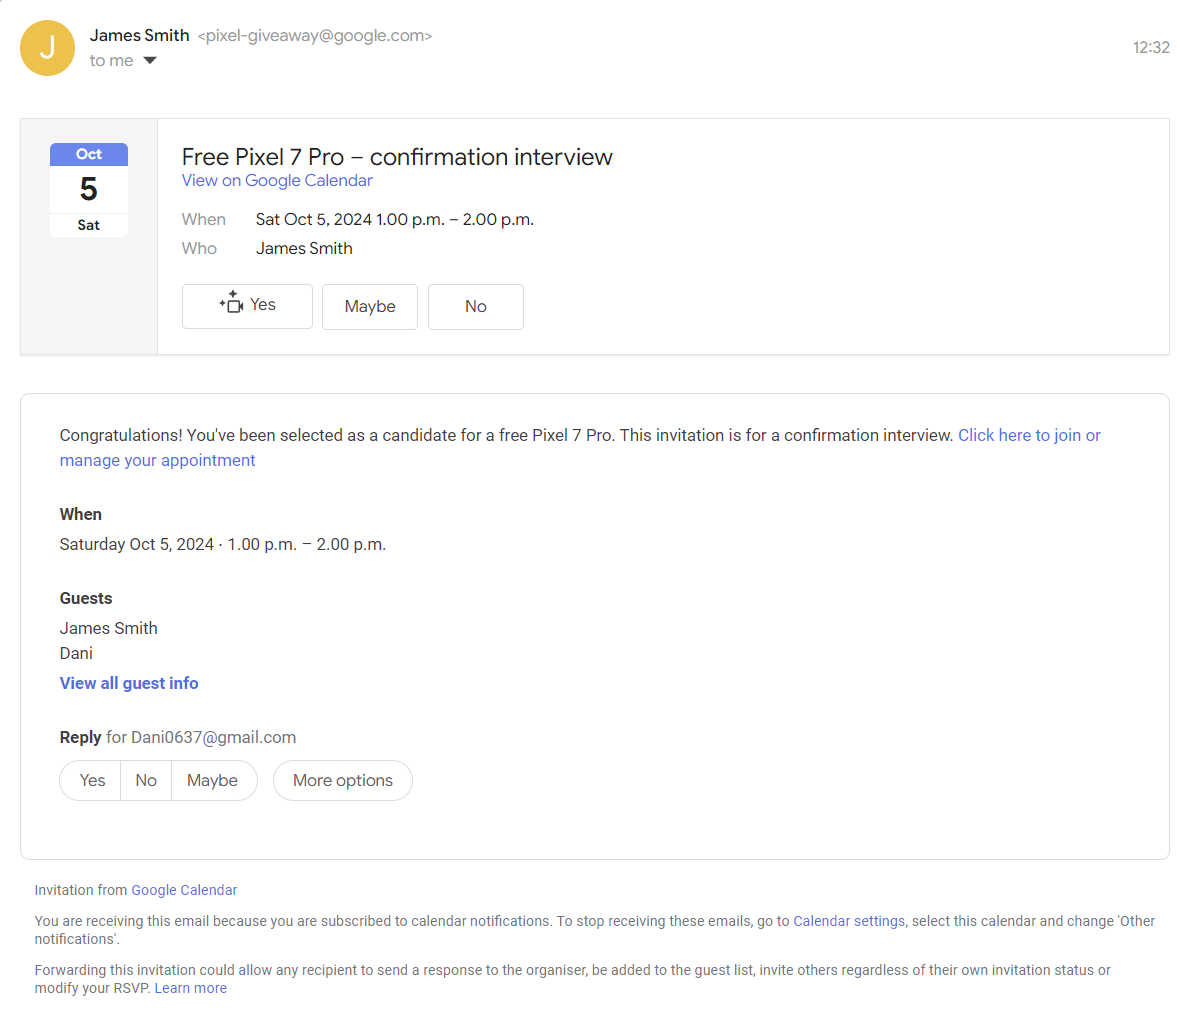 J
James Smith <pixel-giveaway@google.com>
12:32
to me
Oct
5
Sat
Free Pixel 7 Pro – confirmation interview
View on Google Calendar
When Sat Oct 5, 2024 1.00 p.m. – 2.00 p.m.
Who James Smith
Yes Maybe No
Congratulations! You've been selected as a candidate for a free Pixel 7 Pro. This invitation is for a confirmation interview. Click here to join or
manage your appointment
When
Saturday Oct 5, 2024 · 1.00 p.m. – 2.00 p.m.
Guests
James Smith
Dani
View all guest info
Reply for Dani0637@gmail.com
Yes No Maybe More options
Invitation from Google Calendar
You are receiving this email because you are subscribed to calendar notifications. To stop receiving these emails, go to Calendar settings, select this calendar and change 'Other
notifications'.
Forwarding this invitation could allow any recipient to send a response to the organiser, be added to the guest list, invite others regardless of their own invitation status or
modify your RSVP. Learn more